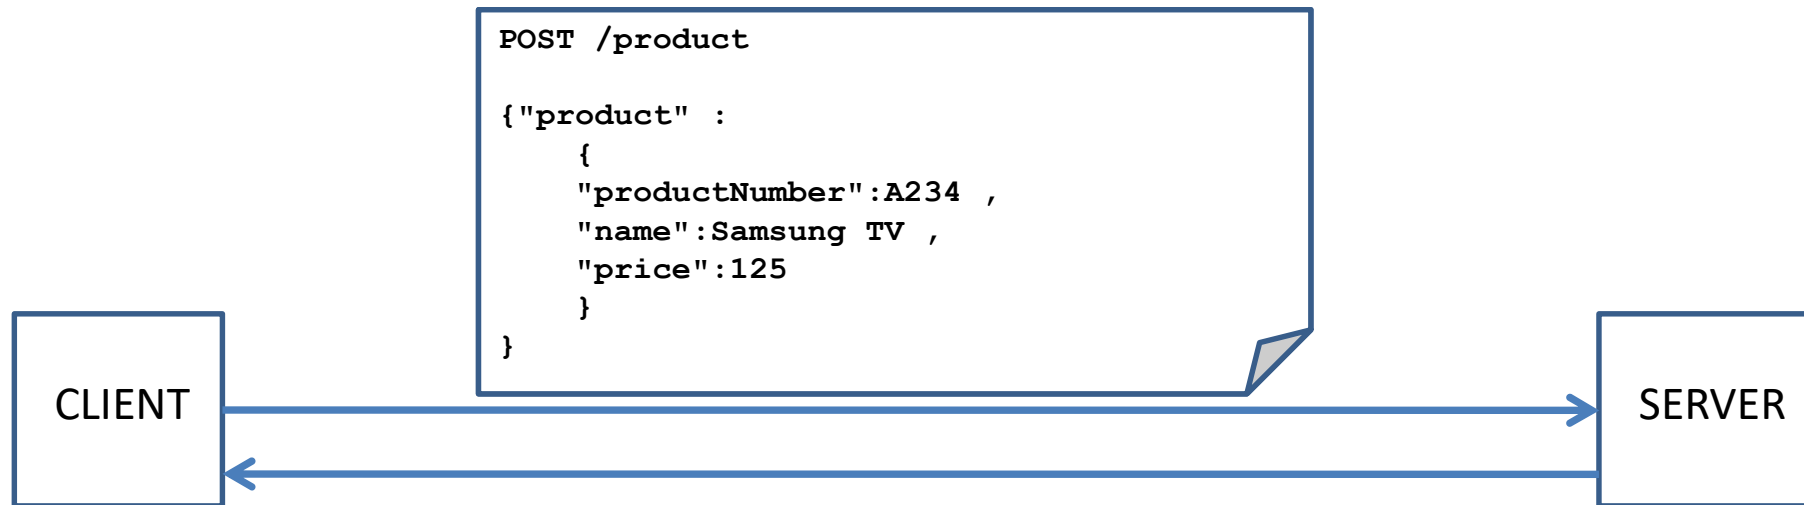 POST /product
{"product" :
{
"productNumber":A234 ,
"name":Samsung TV ,
"price":125
}
}
CLIENT
SERVER